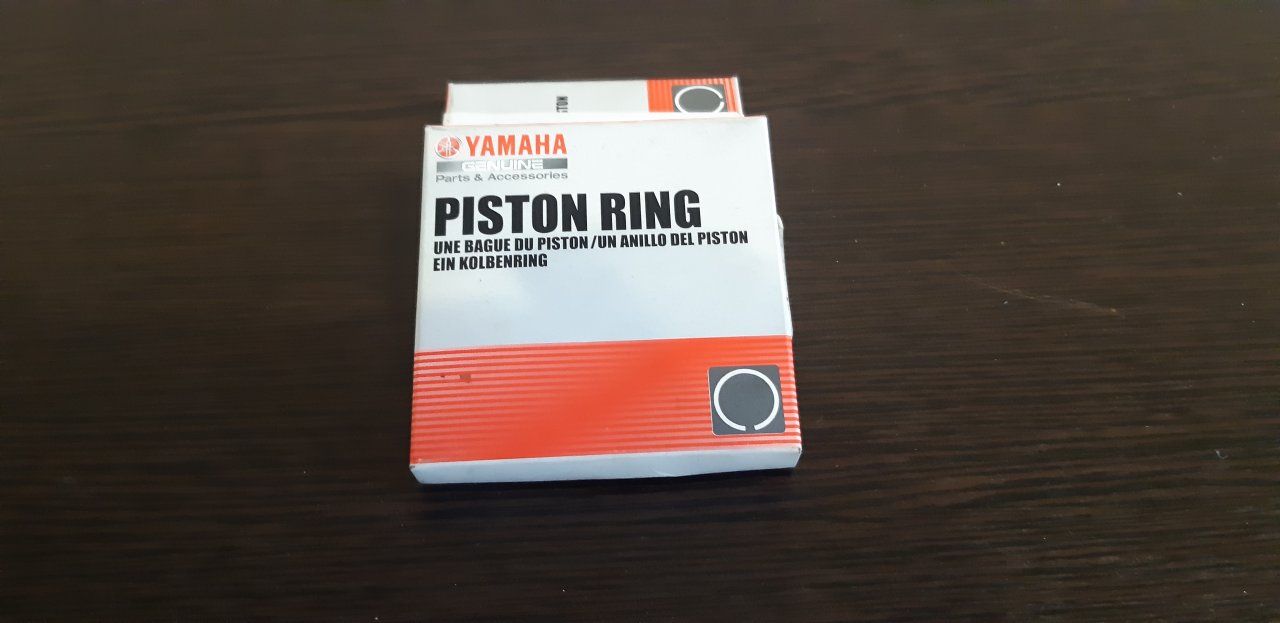 YAMAHA
GENUINE
Parts & Accessories
PISTON RING
UNE BAGUE DU PISTON/UN ANILLO DEL PISTON
EIN KOLBENRING